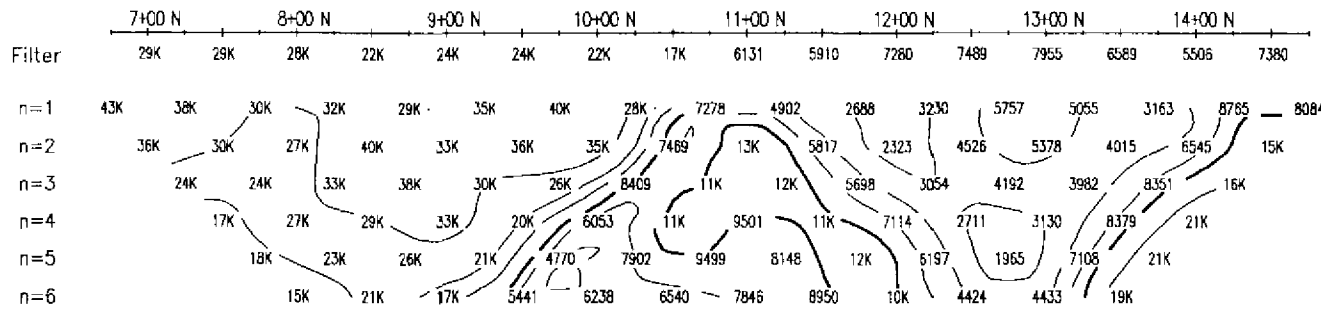 7+00 N 8+00 N 9+00 N 10+00 N 11+00 N 12+00 N 13+00 N 14+00 N
Filter 29K 29K 28K 22K 24K 24K 22K 17K 6131 5910 7280 7489 7955 6589 5506 7380
n=1 43K 38K 30K 32K 29K 35K 40K 28K 7278 4902 2688 3230 5757 5055 3163 8765 8084
n=2 36K 30K 27K 40K 33K 36K 35K 7469 13K 5817 2323 4526 5378 4015 6545 15K
n=3 24K 24K 33K 38K 30K 26K 8409 11K 12K 5698 3054 4192 3982 8351 16K
n=4 17K 27K 29K 33K 20K 6053 11K 9501 11K 7114 2711 3130 8379 21K
n=5 18K 23K 26K 21K 4770 7902 9499 8148 12K 6197 1965 7108 21K
n=6 15K 21K 17K 5441 6238 6540 7846 8950 10K 4424 4433 19K